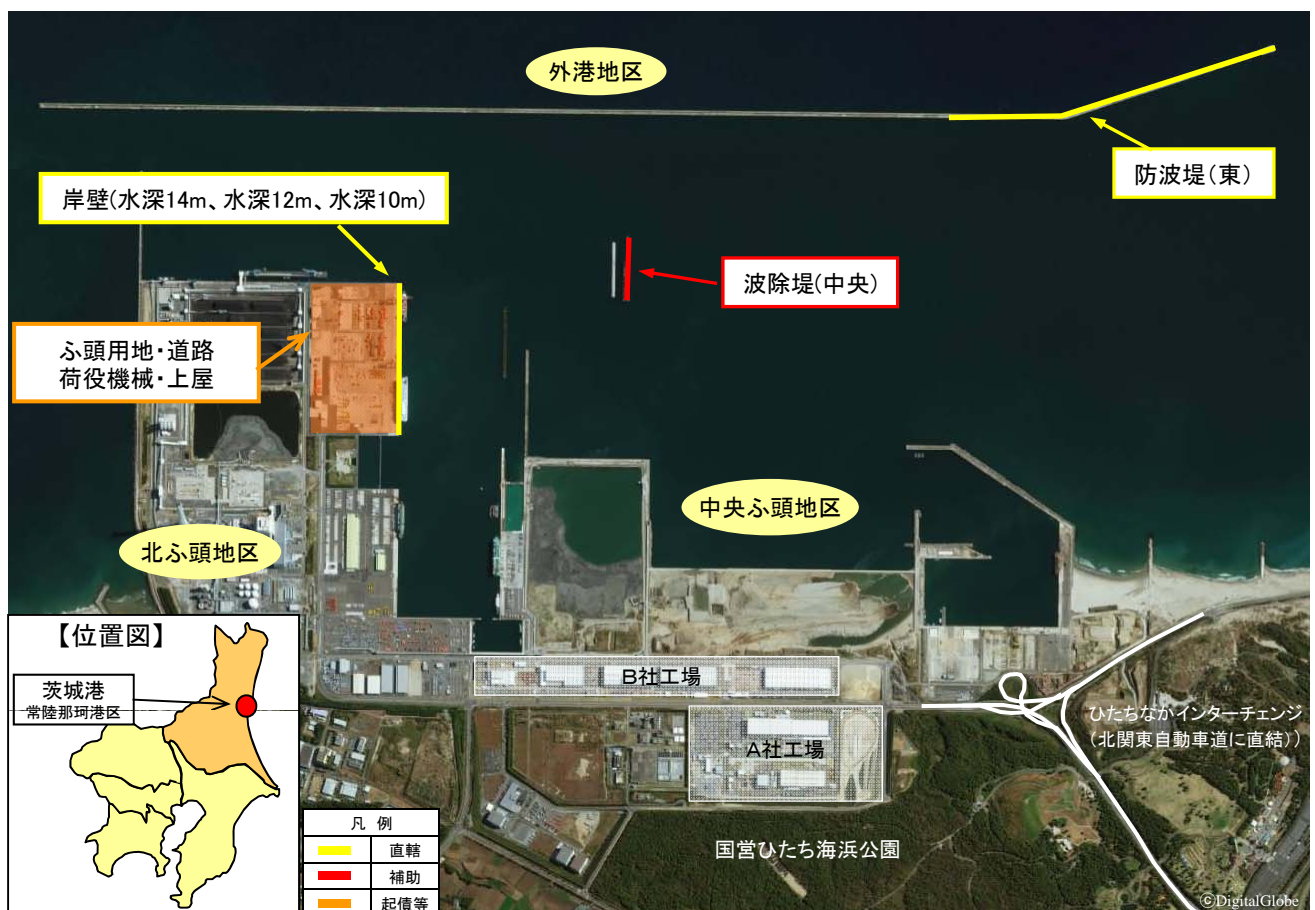 外港地区
防波堤(東)
岸壁(水深14m、水深12m、水深10m)
波除堤(中央)
ふ頭用地・道路
荷役機械・上屋
中央ふ頭地区
北ふ頭地区
【位置図】
茨城港
常陸那珂港区
B社工場
A社工場
ひたちなかインターチェンジ
(北関東自動車道に直結))
凡 例
直轄
補助
起債等
国営ひたち海浜公園
©DigitalGlobe